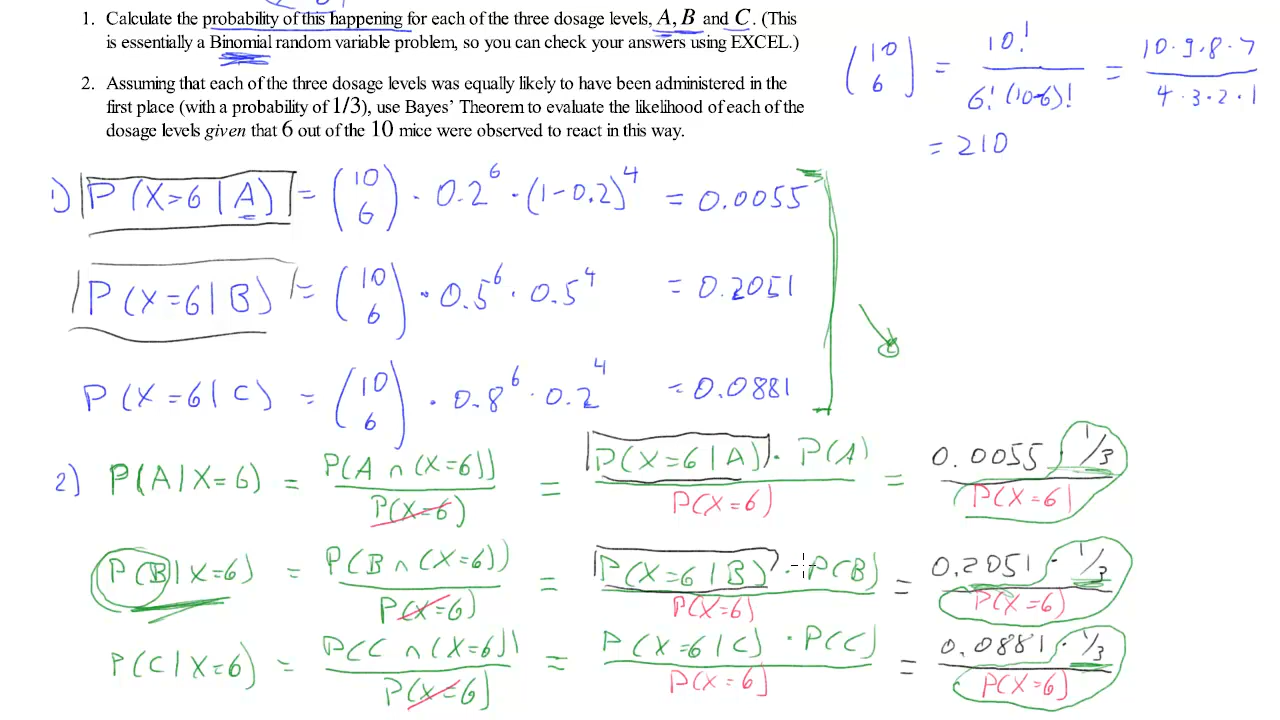 1. Calculate the probability of this happening for each of the three dosage levels, A, B and C. (This
is essentially a Binomial random variable problem, so you can check your answers using EXCEL.)
2. Assuming that each of the three dosage levels was equally likely to have been administered in the
first place (with a probability of 1/3), use Bayes' Theorem to evaluate the likelihood of each of the
dosage levels given that 6 out of the 10 mice were observed to react in this way.
(10 6) = 10! / 6! (10-6)! = 10·9·8·7 / 4·3·2·1
= 210
1) P(X=6|A) = (10 6) · 0.2^6 · (1-0.2)^4 = 0.0055
P(X=6|B) = (10 6) · 0.5^6 · 0.5^4 = 0.2051
P(X=6|C) = (10 6) · 0.8^6 · 0.2^4 = 0.0881
2) P(A|X=6) = P(A∩(X=6)) / P(X=6) = P(X=6|A) · P(A) / P(X=6) = 0.0055 · 1/3 / P(X=6)
P(B|X=6) = P(B∩(X=6)) / P(X=6) = P(X=6|B) · P(B) / P(X=6) = 0.2051 · 1/3 / P(X=6)
P(C|X=6) = P(C∩(X=6)) / P(X=6) = P(X=6|C) · P(C) / P(X=6) = 0.0881 · 1/3 / P(X=6)